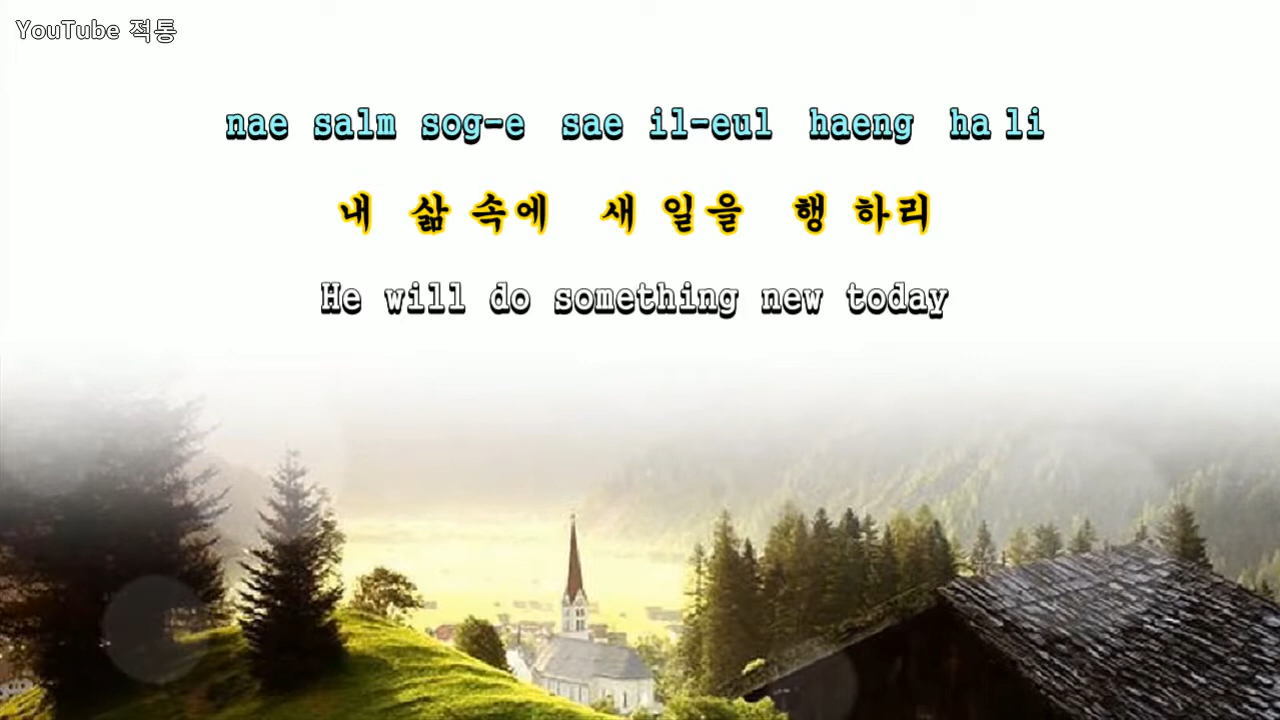 YouTube 적통
nae salm sog-e sae il-eul haeng ha li
내 삶 속에 새 일을 행 하리
He will do something new today